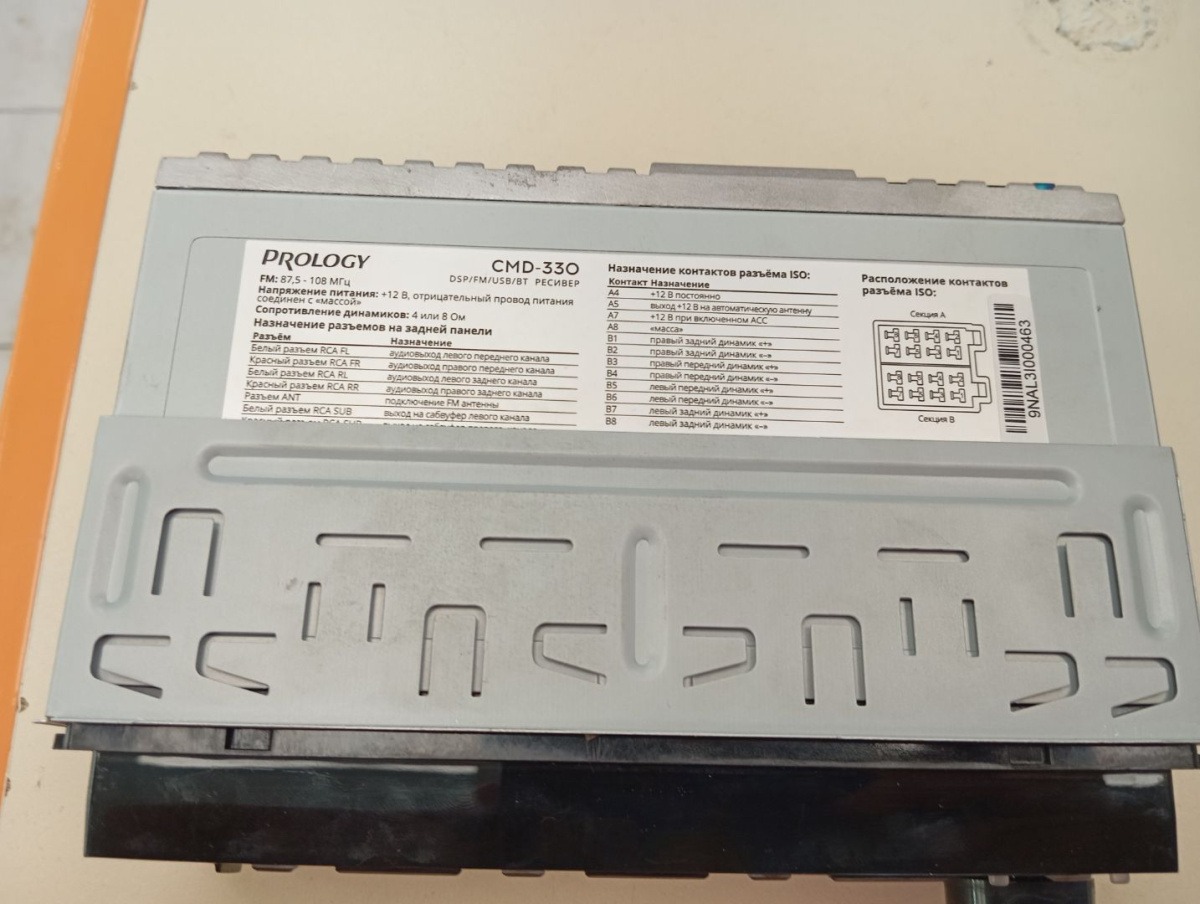 PROLOGY
CMD-330
DSP/FM/USB/BT РЕСИВЕР
FM: 87,5 - 108 МГц
Напряжение питания: +12 В, отрицательный провод питания
соединен с «массой»
Сопротивление динамиков: 4 или 8 Ом
Назначение разъемов на задней панели
Разъём Назначение
Белый разъем RCA FL аудиовыход левого переднего канала
Красный разъем RCA FR аудиовыход правого переднего канала
Белый разъем RCA RL аудиовыход левого заднего канала
Красный разъем RCA RR аудиовыход правого заднего канала
Разъем ANT подключение FM антенны
Белый разъем RCA SUB выход на сабвуфер левого канала
Назначение контактов разъёма ISO:
Контакт Назначение
A4 +12 В постоянно
A5 выход +12 В на автоматическую антенну
A7 +12 В при включенном ACC
A8 «масса»
B1 правый задний динамик «+»
B2 правый задний динамик «-»
B3 правый передний динамик «+»
B4 правый передний динамик «-»
B5 левый передний динамик «+»
B6 левый передний динамик «-»
B7 левый задний динамик «+»
B8 левый задний динамик «-»
Расположение контактов
разъёма ISO:
Секция A
Секция B
9NAL3I000463